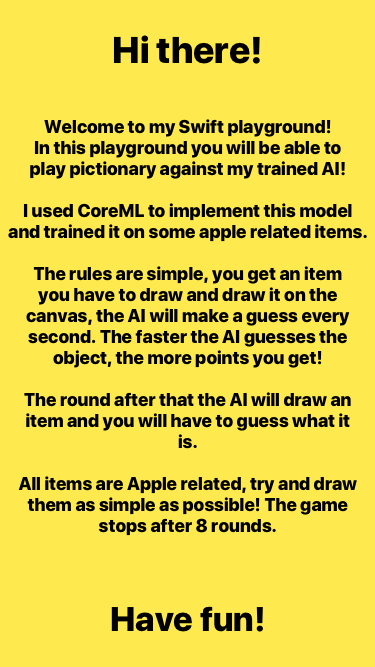 Hi there!
Welcome to my Swift playground!
In this playground you will be able to
play pictionary against my trained AI!
I used CoreML to implement this model
and trained it on some apple related items.
The rules are simple, you get an item
you have to draw and draw it on the
canvas, the AI will make a guess every
second. The faster the AI guesses the
object, the more points you get!
The round after that the AI will draw an
item and you will have to guess what it
is.
All items are Apple related, try and draw
them as simple as possible! The game
stops after 8 rounds.
Have fun!